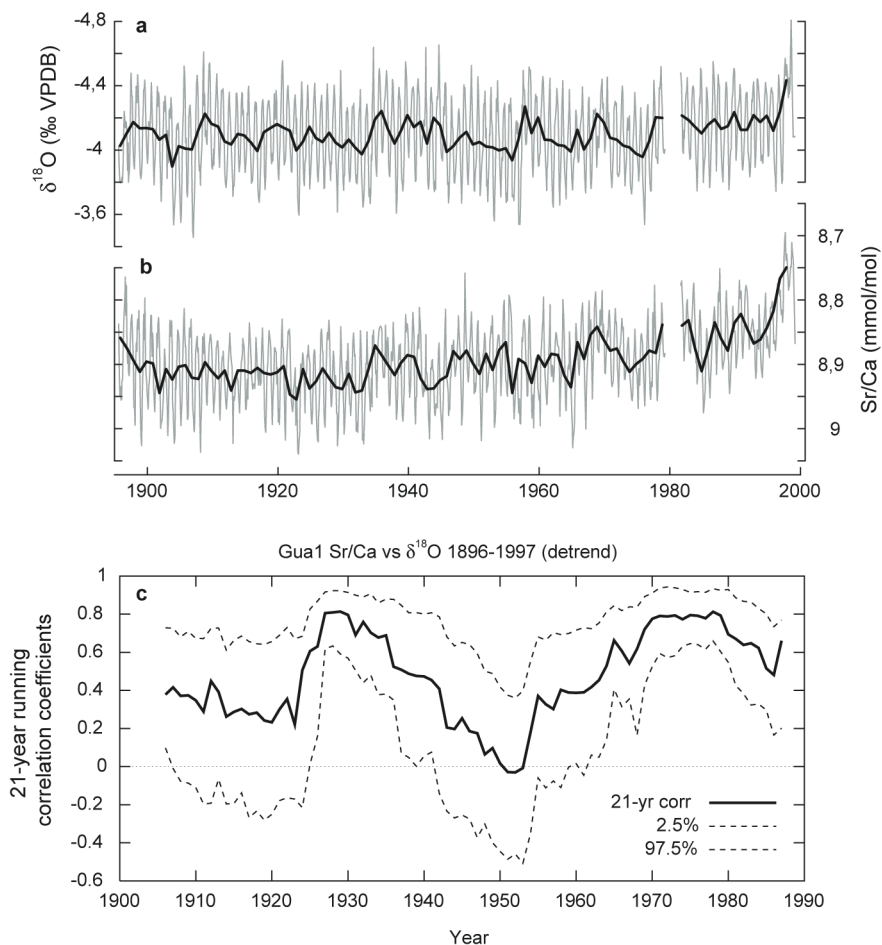 a
-4,8
-4,4
-4
-3,6
δ¹⁸O (‰ VPDB)
b
8,7
8,8
8,9
9
Sr/Ca (mmol/mol)
1900 1920 1940 1960 1980 2000
Gua1 Sr/Ca vs δ¹⁸O 1896-1997 (detrend)
c
1
0.8
0.6
0.4
0.2
0
-0.2
-0.4
-0.6
21-year running
correlation coefficients
21-yr corr
2.5%
97.5%
1900 1910 1920 1930 1940 1950 1960 1970 1980 1990
Year